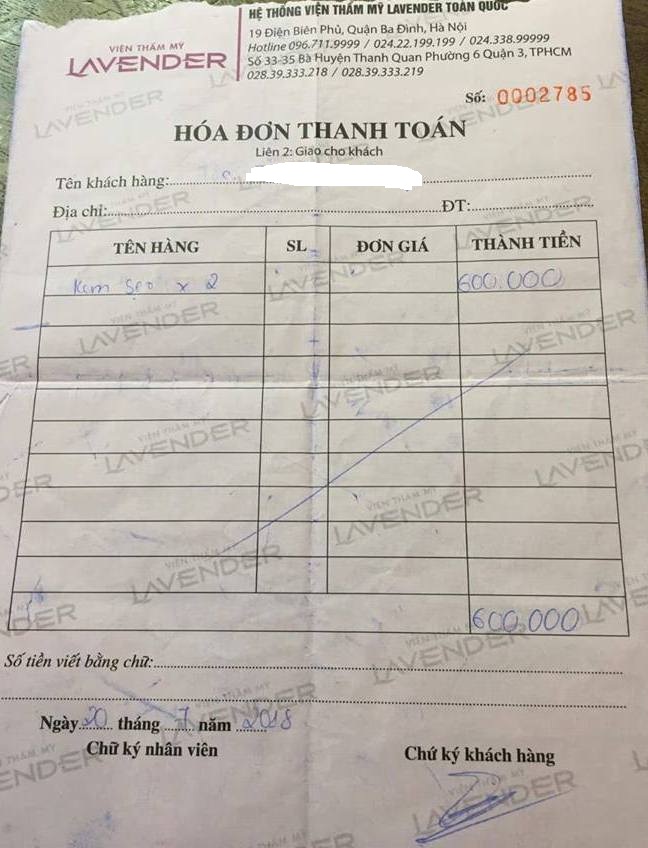 VIỆN THẨM MỸ
LAVENDER
HỆ THỐNG VIỆN THẨM MỸ LAVENDER TOÀN QUỐC
19 Điện Biên Phủ, Quận Ba Đình, Hà Nội
Hotline 096.711.9999 / 024.22.199.199 / 024.338.99999
Số 33-35 Bà Huyện Thanh Quan Phường 6 Quận 3, TPHCM
028.39.333.218 / 028.39.333.219
Số: 0002785
HÓA ĐƠN THANH TOÁN
Liên 2: Giao cho khách
Tên khách hàng:
Địa chỉ: ĐT:
TÊN HÀNG SL ĐƠN GIÁ THÀNH TIỀN
Kem sẹo x 2 600.000
600,000
Số tiền viết bằng chữ:
Ngày 20 tháng 7 năm 2018
Chữ ký nhân viên Chữ ký khách hàng